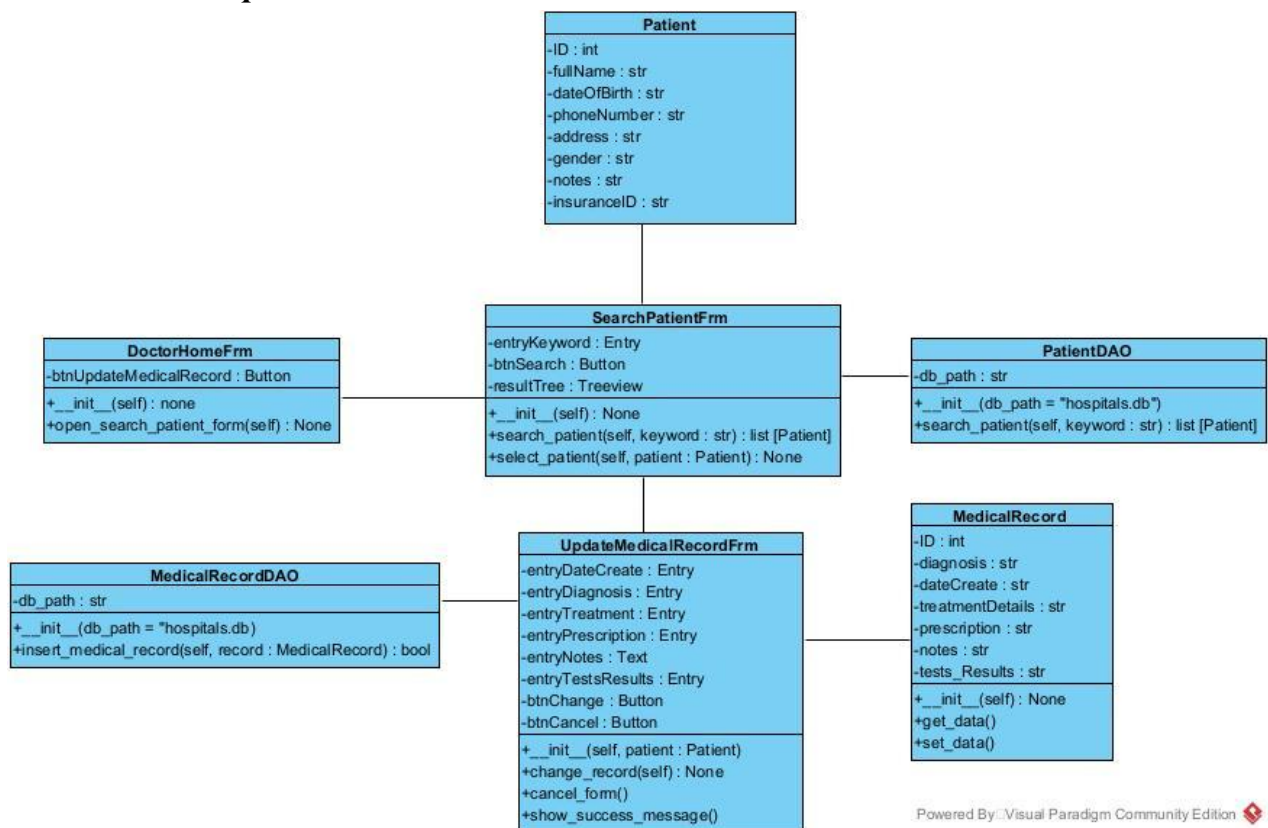 Patient
-ID : int
-fullName : str
-dateOfBirth : str
-phoneNumber : str
-address : str
-gender : str
-notes : str
-insuranceID : str
SearchPatientFrm
-entryKeyword : Entry
-btnSearch : Button
-resultTree : Treeview
+__init__(self) : None
+search_patient(self, keyword : str) : list [Patient]
+select_patient(self, patient : Patient) : None
DoctorHomeFrm
-btnUpdateMedicalRecord : Button
+__init__(self) : none
+open_search_patient_form(self) : None
PatientDAO
-db_path : str
+__init__(db_path = "hospitals.db")
+search_patient(self, keyword : str) : list [Patient]
MedicalRecordDAO
-db_path : str
+__init__(db_path = "hospitals.db)
+insert_medical_record(self, record : MedicalRecord) : bool
UpdateMedicalRecordFrm
-entryDateCreate : Entry
-entryDiagnosis : Entry
-entryTreatment : Entry
-entryPrescription : Entry
-entryNotes : Text
-entryTestsResults : Entry
-btnChange : Button
-btnCancel : Button
+__init__(self, patient : Patient)
+change_record(self) : None
+cancel_form()
+show_success_message()
MedicalRecord
-ID : int
-diagnosis : str
-dateCreate : str
-treatmentDetails : str
-prescription : str
-notes : str
-tests_Results : str
+__init__(self) : None
+get_data()
+set_data()
Powered By Visual Paradigm Community Edition